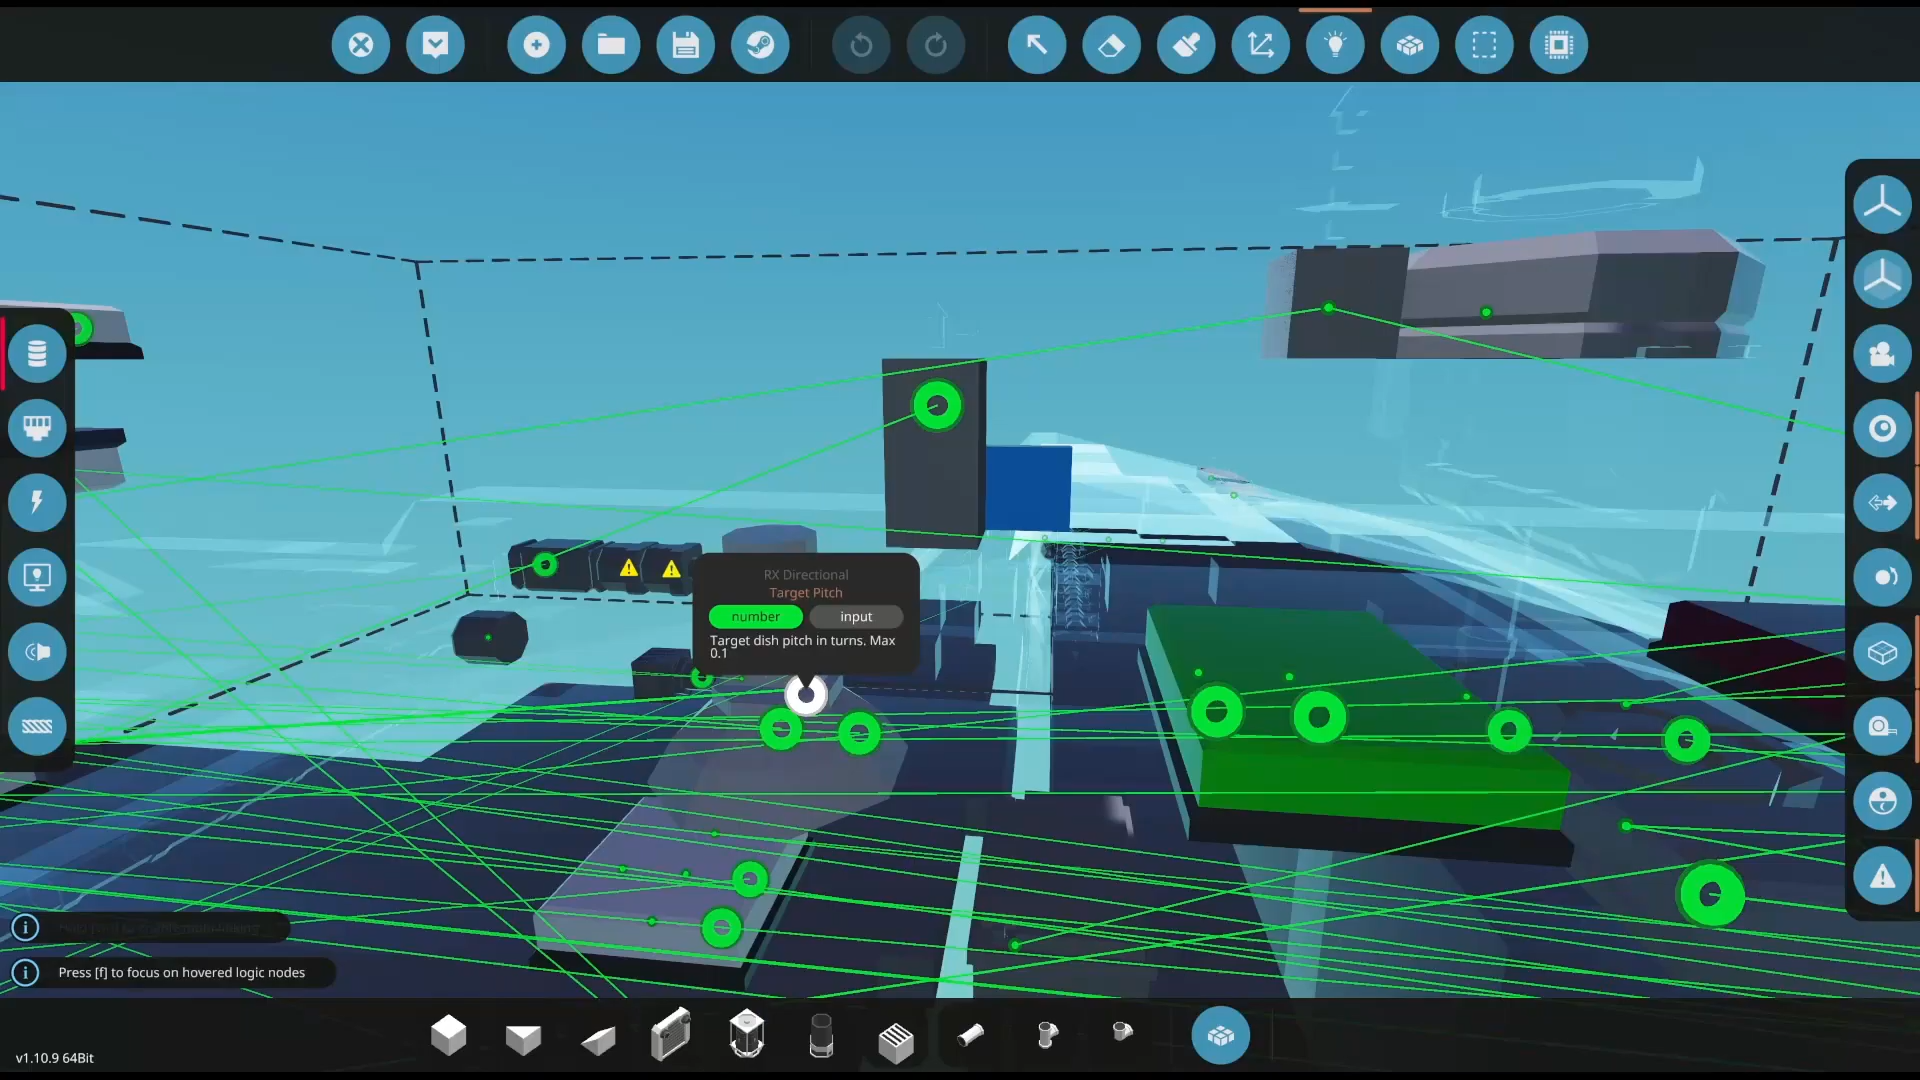 RX Directional
Target Pitch
number input
Target dish pitch in turns. Max
0.1
Press [f] to focus on hovered logic nodes
v1.10.9 64Bit